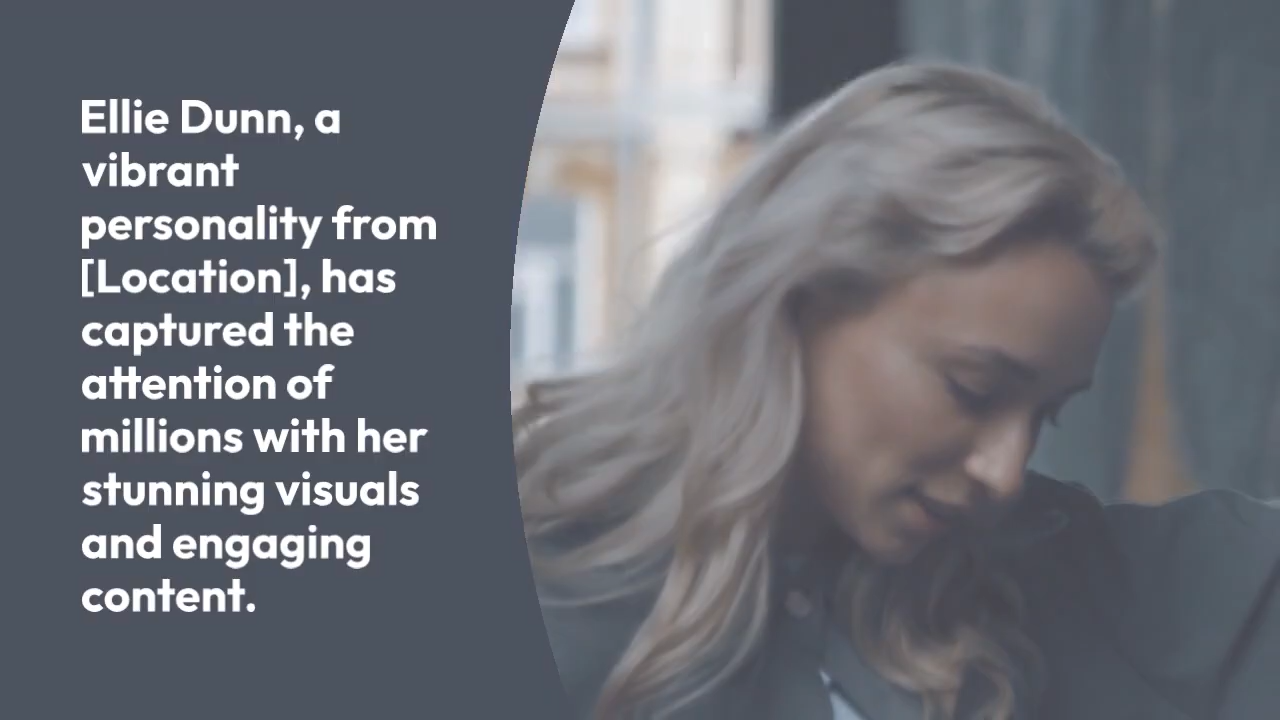 Ellie Dunn, a
vibrant
personality from
[Location], has
captured the
attention of
millions with her
stunning visuals
and engaging
content.